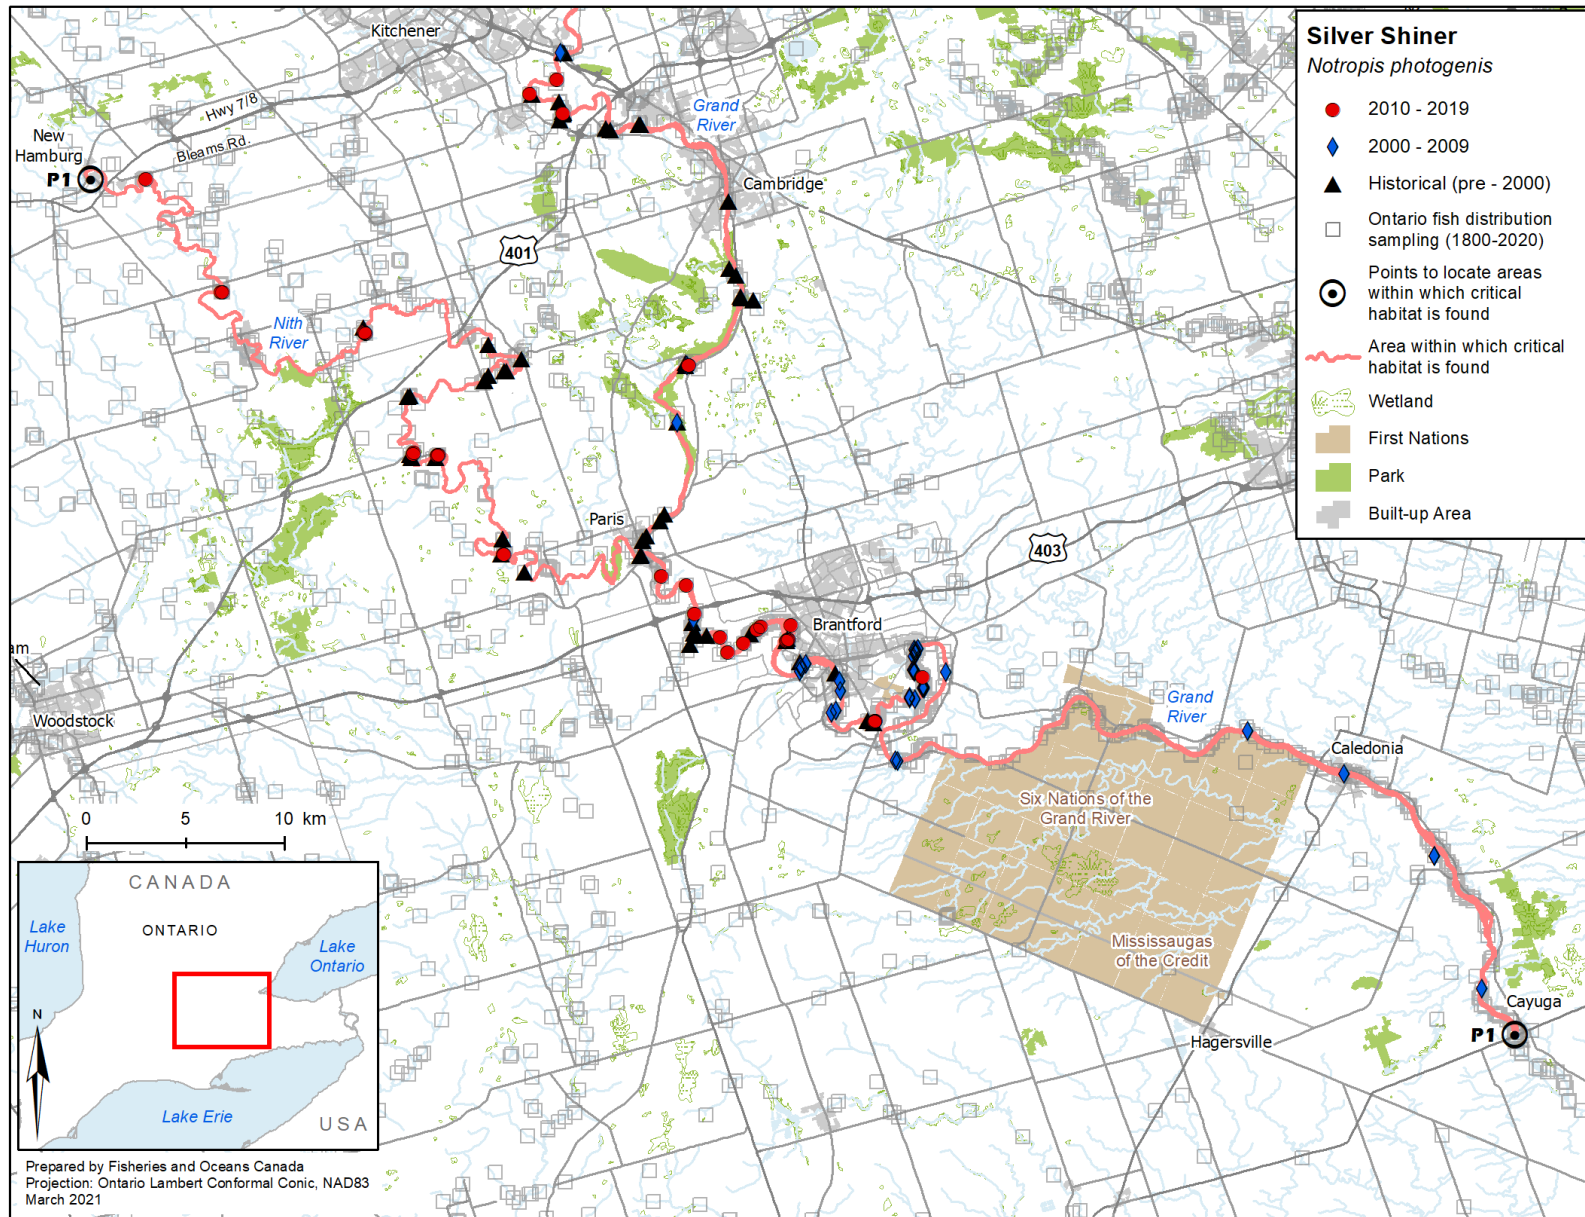 Silver Shiner
Notropis photogenis
2010 - 2019
2000 - 2009
Historical (pre - 2000)
Ontario fish distribution
sampling (1800-2020)
Points to locate areas
within which critical
habitat is found
Area within which critical
habitat is found
Wetland
First Nations
Park
Built-up Area
Kitchener
Hwy 7/8
Grand
River
New
Hamburg
Bleams Rd.
P1
Cambridge
401
Nith
River
Paris
403
Brantford
am
Woodstock
Grand
River
Caledonia
Six Nations of the
Grand River
Mississaugas
of the Credit
Cayuga
P1
Hagersville
0 5 10 km
CANADA
ONTARIO
Lake
Huron
Lake
Ontario
N
Lake Erie
USA
Prepared by Fisheries and Oceans Canada
Projection: Ontario Lambert Conformal Conic, NAD83
March 2021